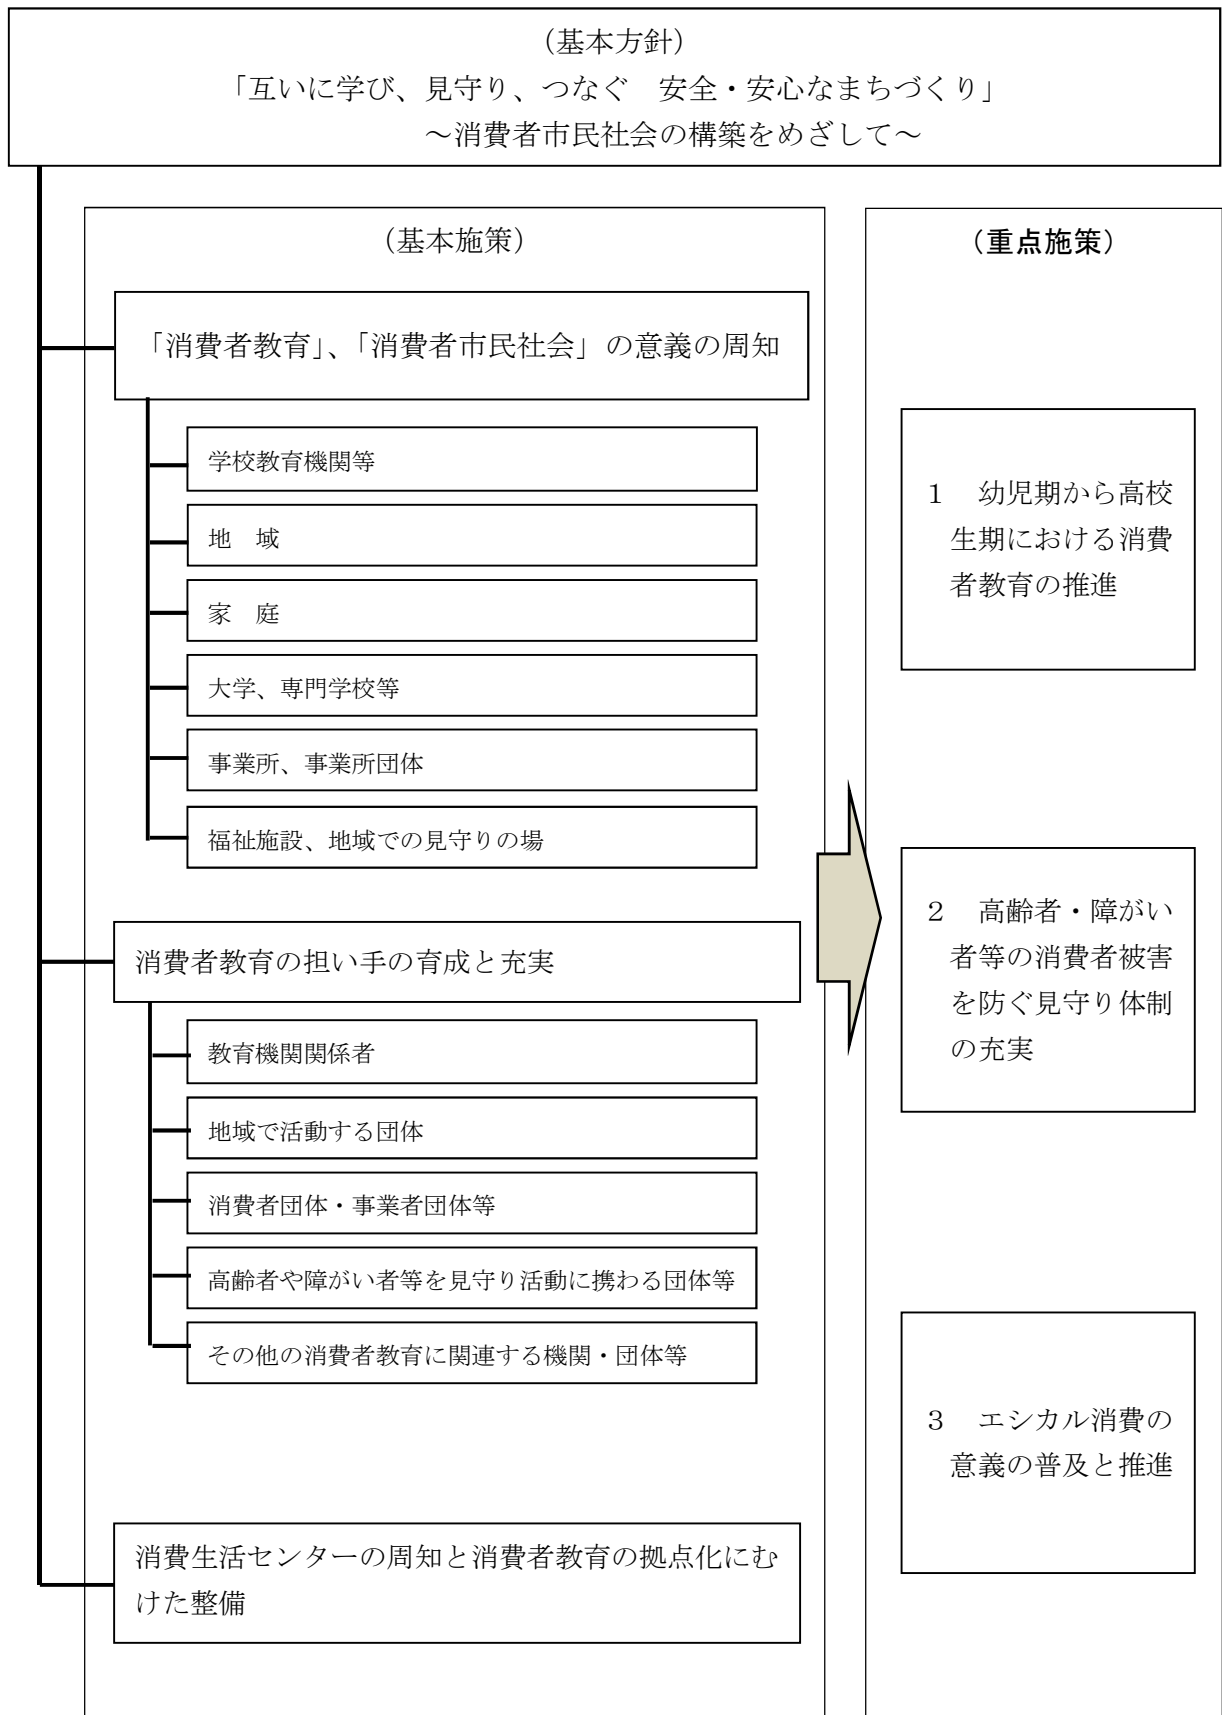 （基本方針）
「互いに学び、見守り、つなぐ　安全・安心なまちづくり」
～消費者市民社会の構築をめざして～
（基本施策）
「消費者教育」、「消費者市民社会」の意義の周知
学校教育機関等
地　域
家　庭
大学、専門学校等
事業所、事業所団体
福祉施設、地域での見守りの場
消費者教育の担い手の育成と充実
教育機関関係者
地域で活動する団体
消費者団体・事業者団体等
高齢者や障がい者等を見守り活動に携わる団体等
その他の消費者教育に関連する機関・団体等
消費生活センターの周知と消費者教育の拠点化にむ
けた整備
（重点施策）
１　幼児期から高校
生期における消費
者教育の推進
２　高齢者・障がい
者等の消費者被害
を防ぐ見守り体制
の充実
３　エシカル消費の
意義の普及と推進